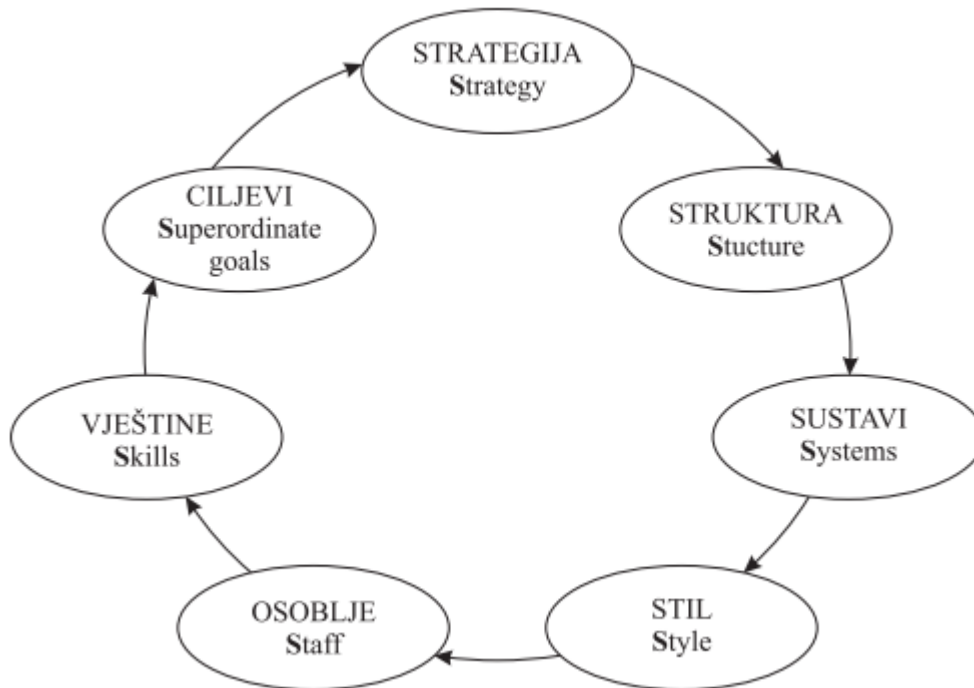 STRATEGIJA
Strategy
STRUKTURA
Stucture
SUSTAVI
Systems
STIL
Style
OSOBLJE
Staff
VJEŠTINE
Skills
CILJEVI
Superordinate
goals